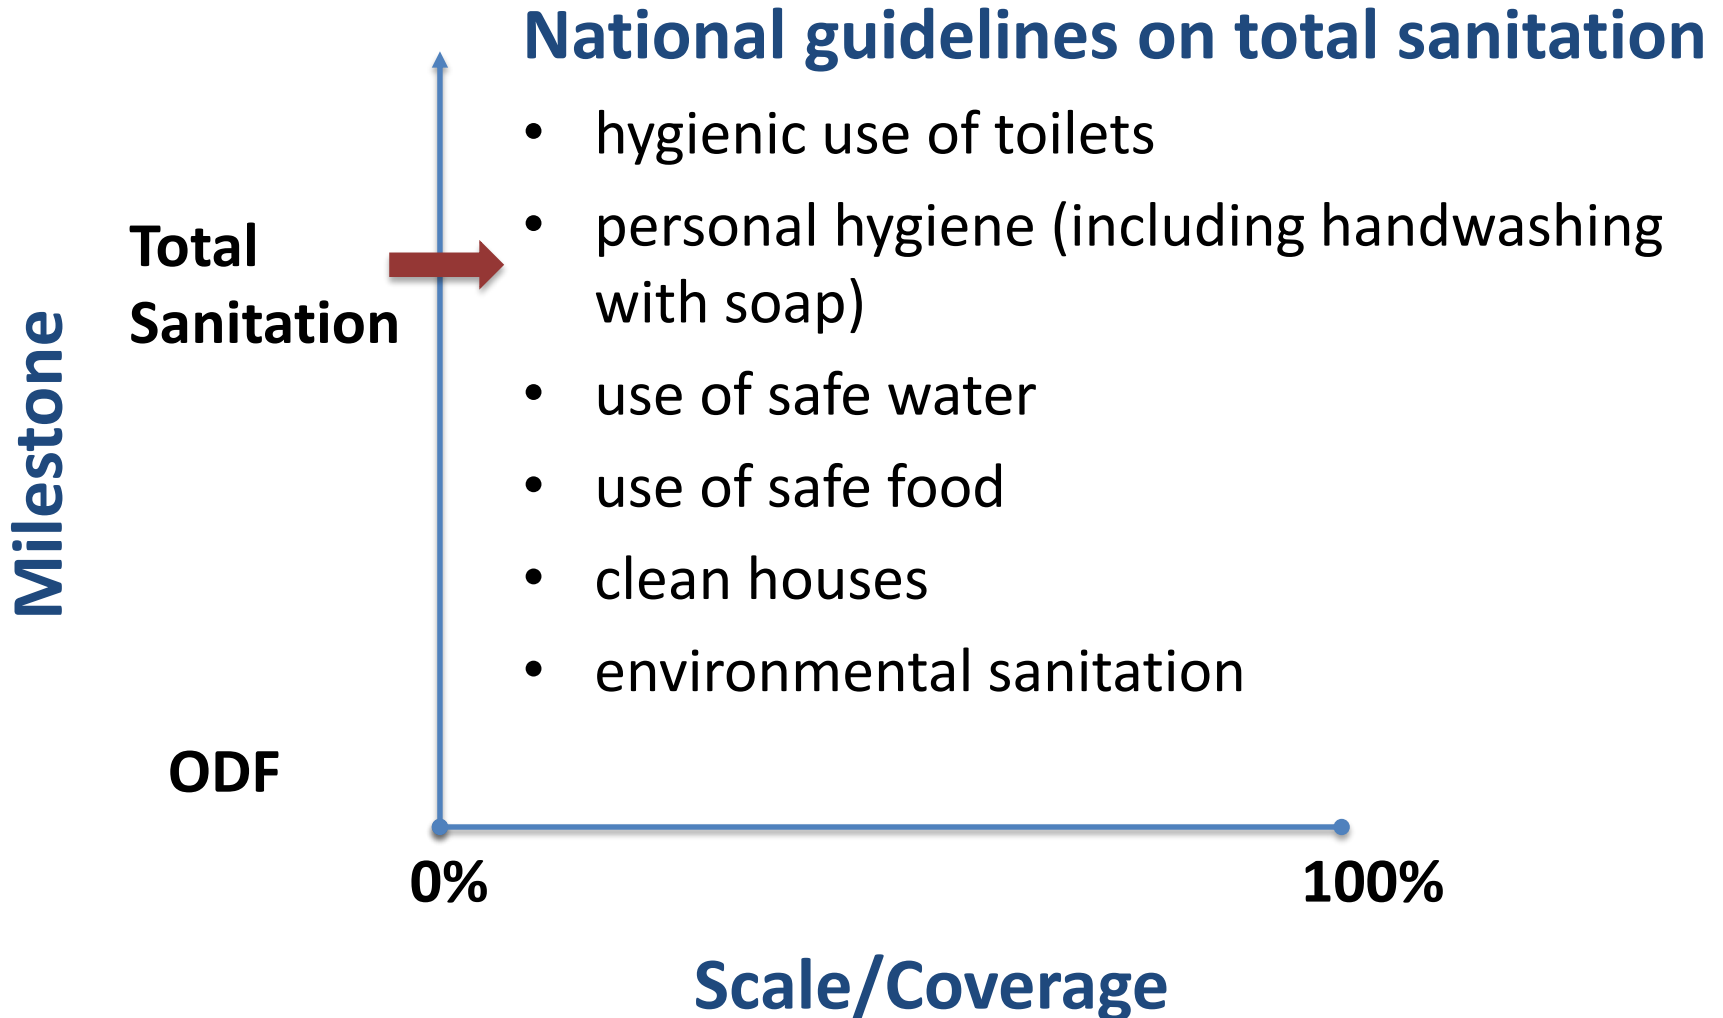 National guidelines on total sanitation
• hygienic use of toilets
• personal hygiene (including handwashing
with soap)
• use of safe water
• use of safe food
• clean houses
• environmental sanitation
Total
Sanitation
Milestone
ODF
0%
100%
Scale/Coverage